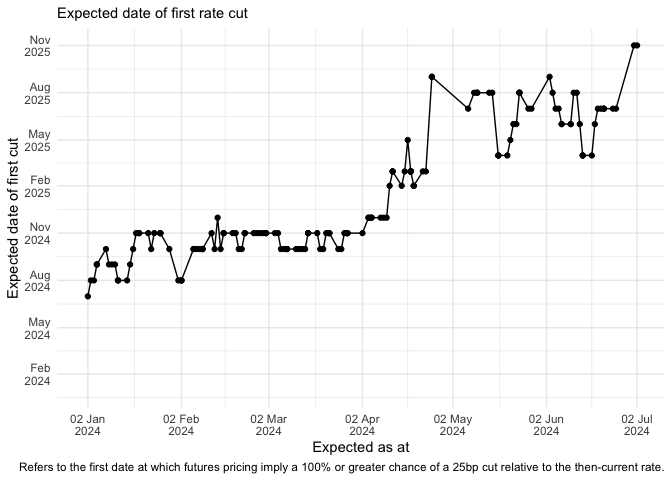 Expected date of first rate cut
Expected date of first cut
Nov
2025
Aug
2025
May
2025
Feb
2025
Nov
2024
Aug
2024
May
2024
Feb
2024
02 Jan
2024
02 Feb
2024
02 Mar
2024
02 Apr
2024
02 May
2024
02 Jun
2024
02 Jul
2024
Expected as at
Refers to the first date at which futures pricing imply a 100% or greater chance of a 25bp cut relative to the then-current rate.